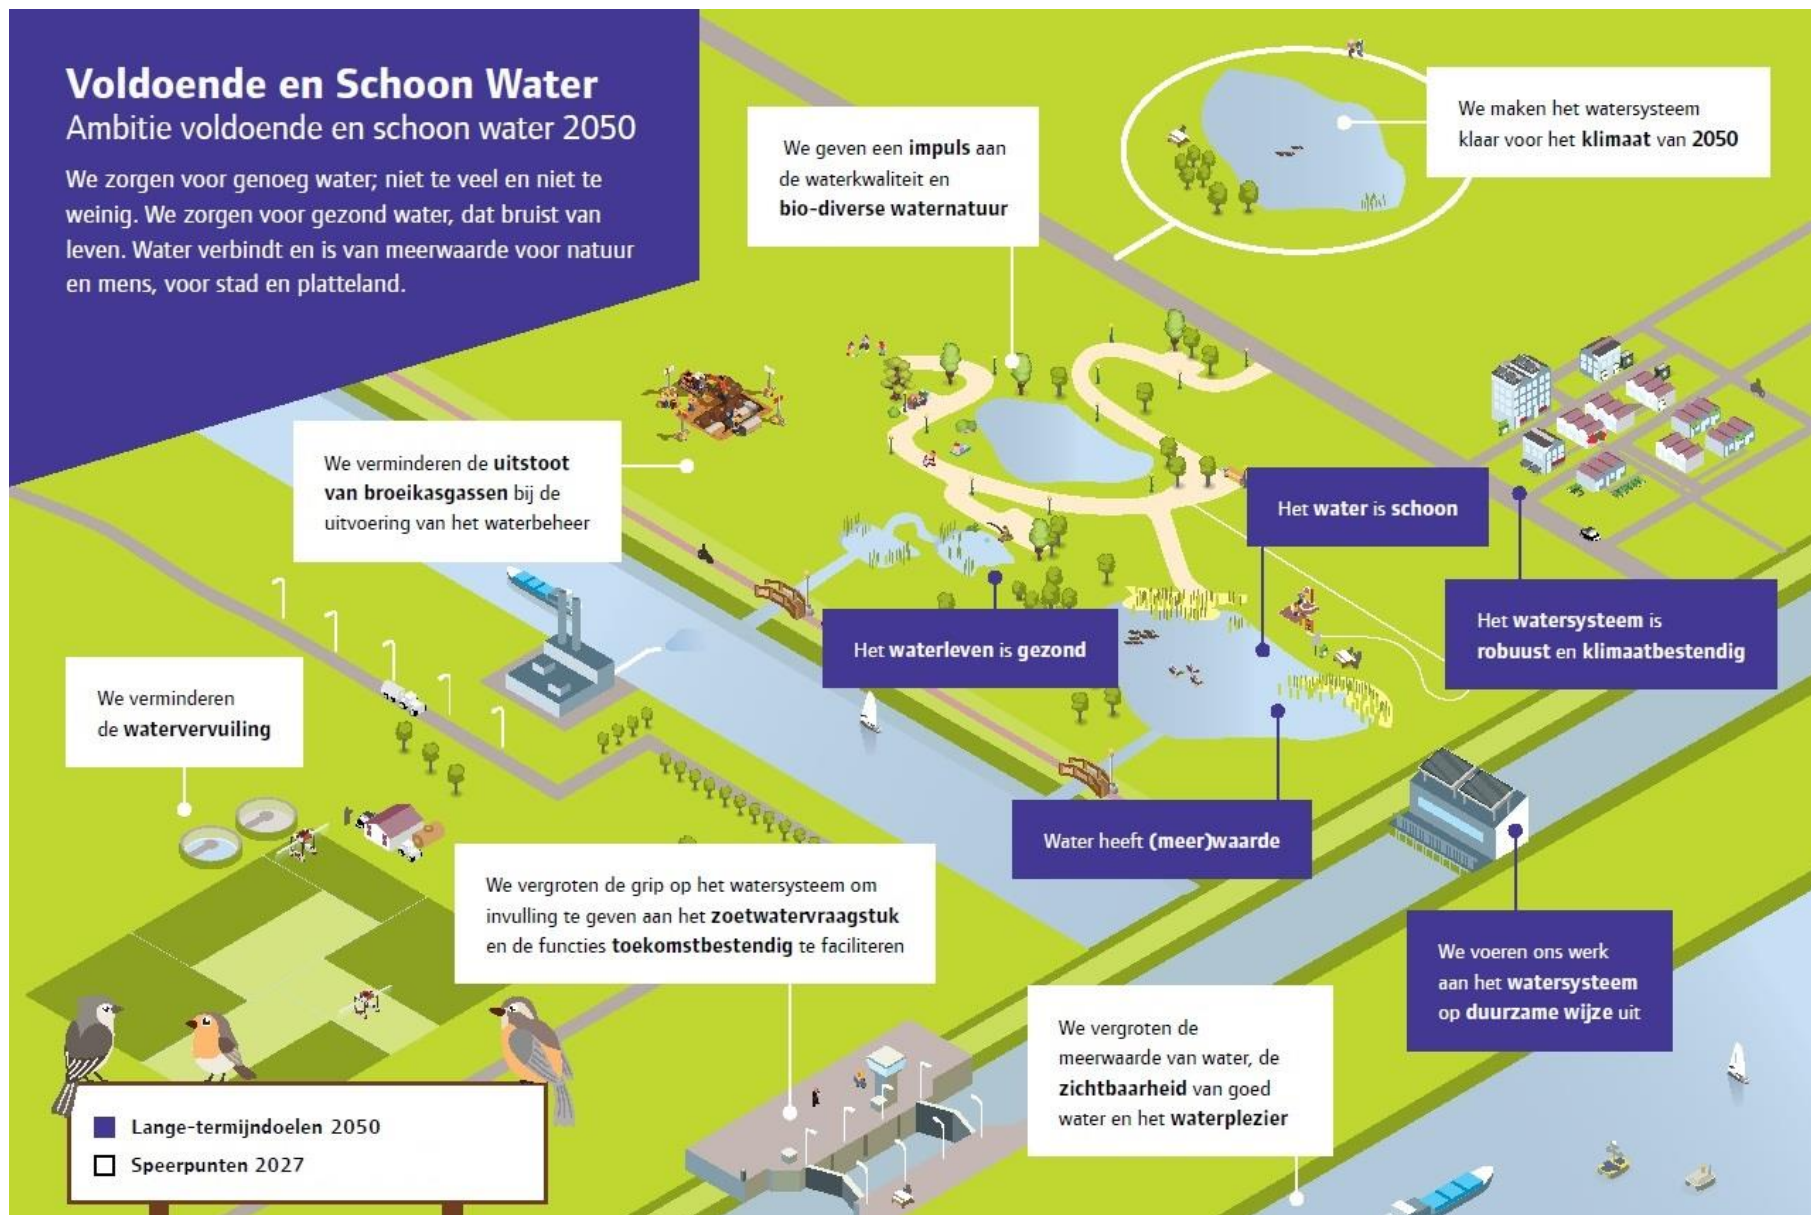 Voldoende en Schoon Water
Ambitie voldoende en schoon water 2050
We zorgen voor genoeg water; niet te veel en niet te
weinig. We zorgen voor gezond water, dat bruist van
leven. Water verbindt en is van meerwaarde voor natuur
en mens, voor stad en platteland.
We geven een impuls aan
de waterkwaliteit en
bio-diverse waternatuur
We maken het watersysteem
klaar voor het klimaat van 2050
We verminderen de uitstoot
van broeikasgassen bij de
uitvoering van het waterbeheer
Het water is schoon
Het watersysteem is
robuust en klimaatbestendig
Het waterleven is gezond
We verminderen
de watervervuiling
Water heeft (meer)waarde
We vergroten de grip op het watersysteem om
invulling te geven aan het zoetwatervraagstuk
en de functies toekomstbestendig te faciliteren
We voeren ons werk
aan het watersysteem
op duurzame wijze uit
We vergroten de
meerwaarde van water, de
zichtbaarheid van goed
water en het waterplezier
Lange-termijndoelen 2050
Speerpunten 2027